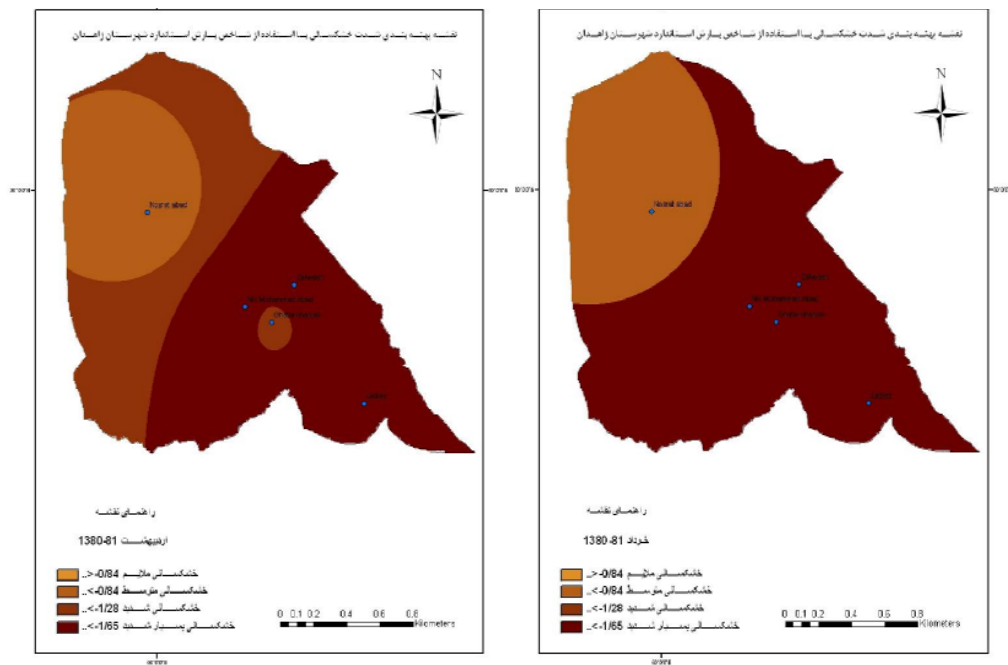 نقشه پهنه بندی شدت خشکسالی با استفاده از شاخص بارش استاندارد شهرستان زاهدان
N
Nosrat abad
راهنمای نقشه
اردیبهشت 81-1380
خشکسالی ملایم ..>-0/84
خشکسالی متوسط ..<-0/84
خشکسالی شدید ..<-1/28
خشکسالی بسیار شدید ..<-1/65
0 0.1 0.2 0.4 0.6 0.8
Kilometers
نقشه پهنه بندی شدت خشکسالی با استفاده از شاخص بارش استاندارد شهرستان زاهدان
N
Nosrat abad
راهنمای نقشه
خرداد 81-1380
خشکسالی ملایم ..>-0/84
خشکسالی متوسط ..<-0/84
خشکسالی شدید ..<-1/28
خشکسالی بسیار شدید ..<-1/65
0 0.1 0.2 0.4 0.6 0.8
Kilometers